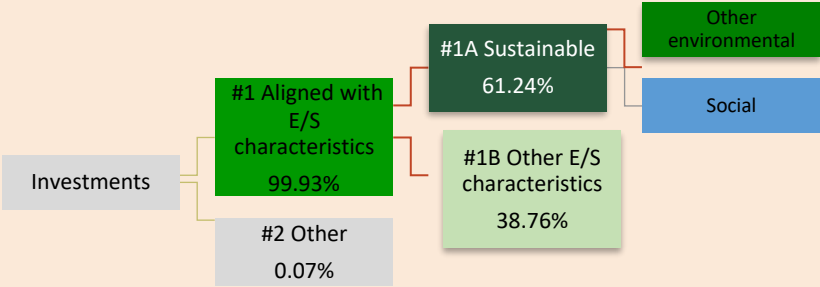 Investments
#1 Aligned with
E/S
characteristics
99.93%
#2 Other
0.07%
#1A Sustainable
61.24%
#1B Other E/S
characteristics
38.76%
Other
environmental
Social